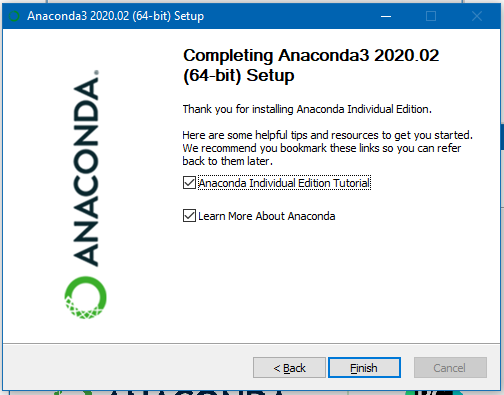 Anaconda3 2020.02 (64-bit) Setup
ANACONDA.
Completing Anaconda3 2020.02
(64-bit) Setup
Thank you for installing Anaconda Individual Edition.
Here are some helpful tips and resources to get you started.
We recommend you bookmark these links so you can refer
back to them later.
Anaconda Individual Edition Tutorial
Learn More About Anaconda
< Back
Finish
Cancel